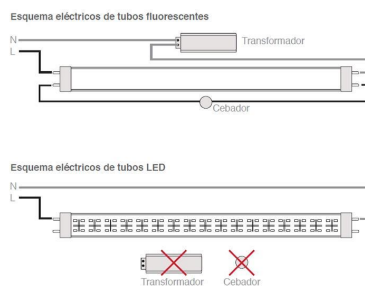 Esquema eléctricos de tubos fluorescentes
N
Transformador
L
Cebador
Esquema eléctricos de tubos LED
N
L
Transformador
Cebador